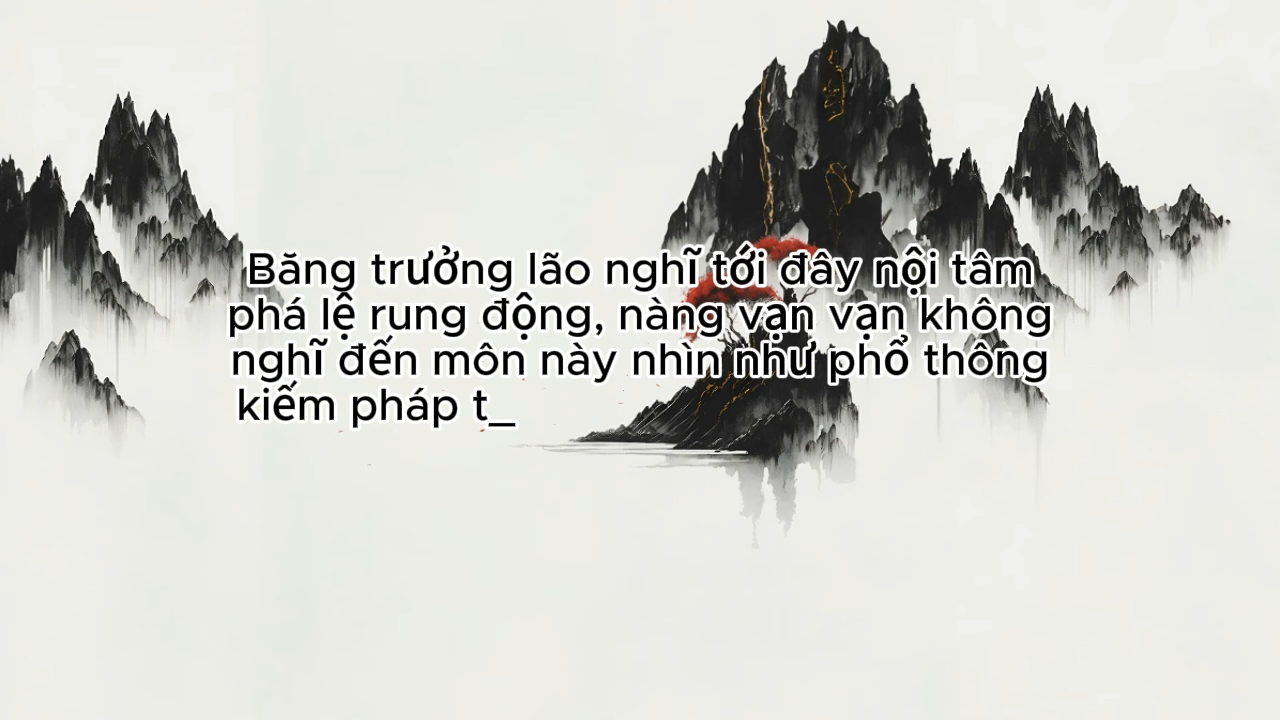 Băng trưởng lão nghĩ tới đây nội tâm
phá lệ rung động, nàng vạn vạn không
nghĩ đến môn này nhìn như phổ thông
kiếm pháp t_